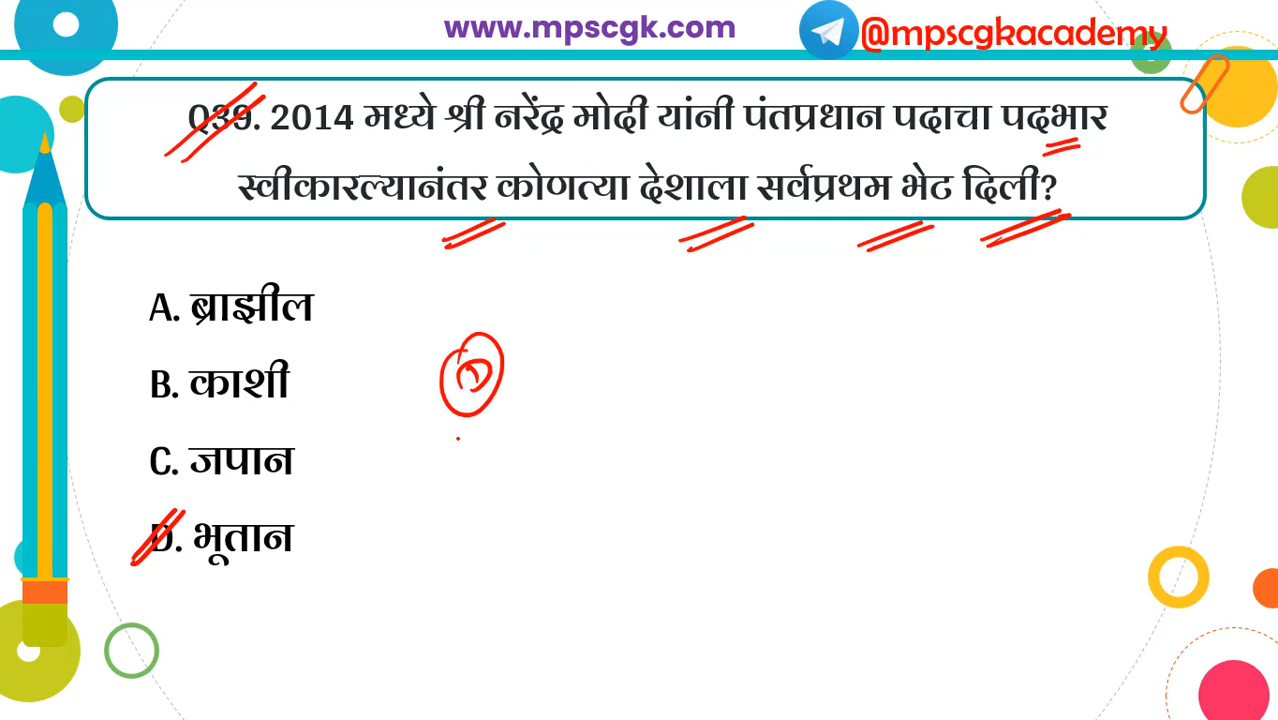 www.mpscgk.com
@mpscgkacademy
Q39. 2014 मध्ये श्री नरेंद्र मोदी यांनी पंतप्रधान पदाचा पदभार
स्वीकारल्यानंतर कोणत्या देशाला सर्वप्रथम भेट दिली?
A. ब्राझील
B. काशी
C. जपान
D. भूतान